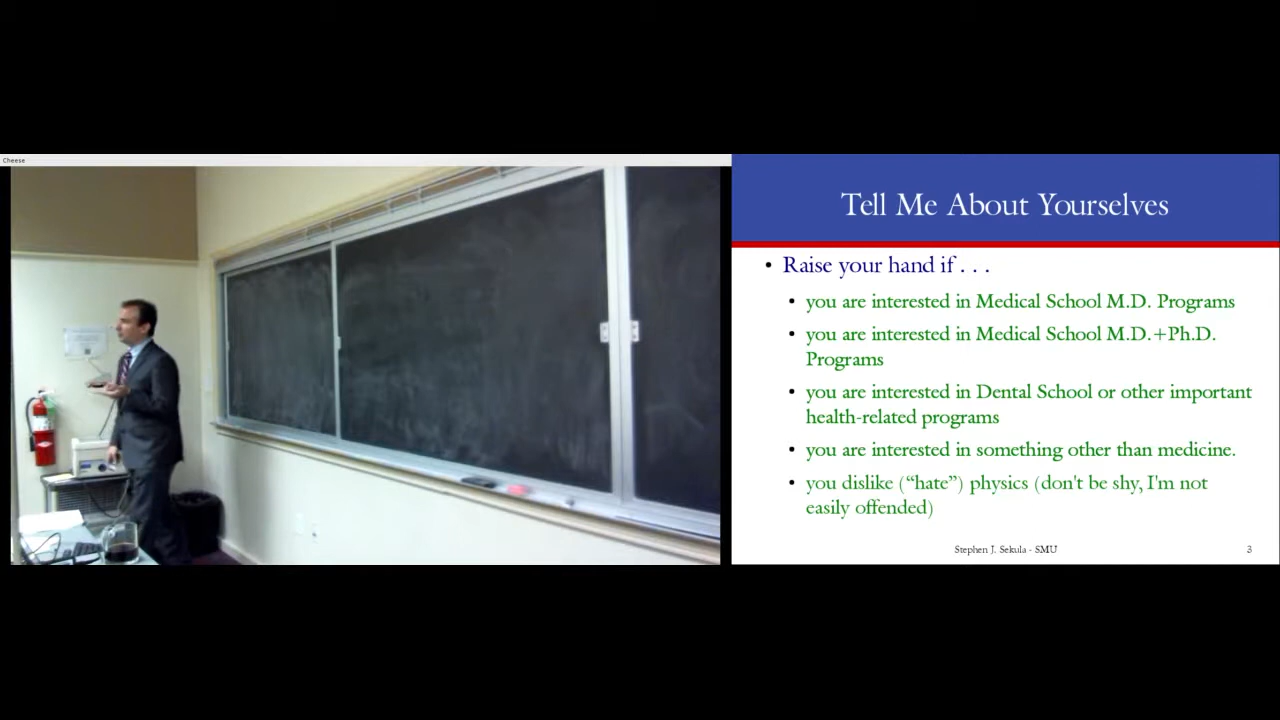 Cheese
Tell Me About Yourselves
• Raise your hand if . . .
• you are interested in Medical School M.D. Programs
• you are interested in Medical School M.D.+Ph.D.
Programs
• you are interested in Dental School or other important
health-related programs
• you are interested in something other than medicine.
• you dislike (“hate”) physics (don't be shy, I'm not
easily offended)
Stephen J. Sekula - SMU
3